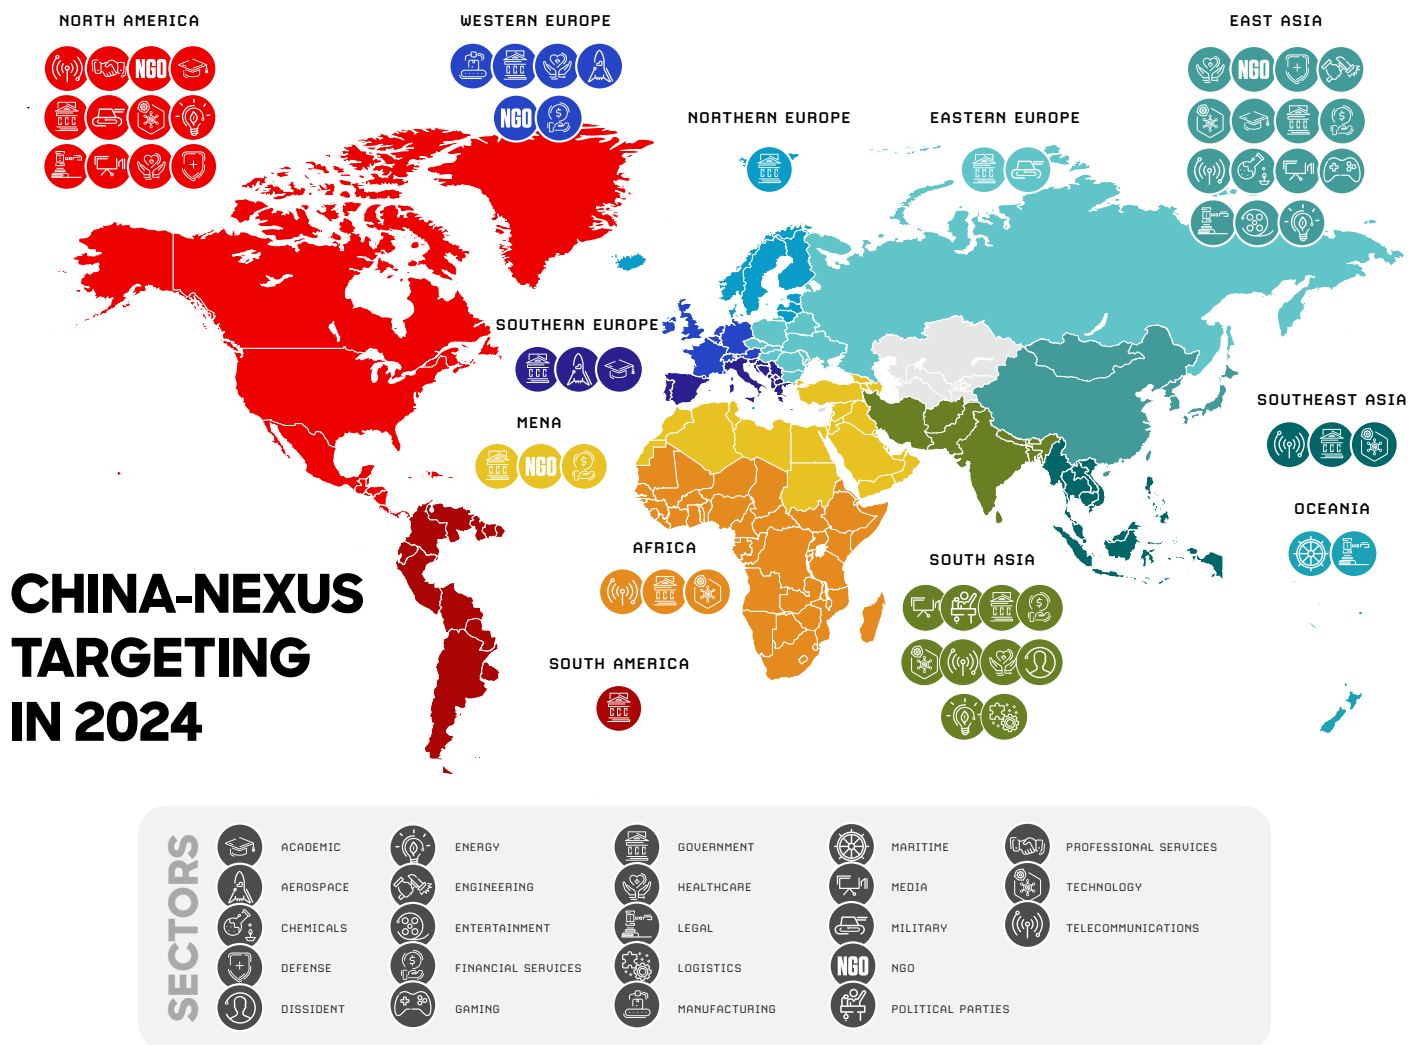 NORTH AMERICA
NGO
WESTERN EUROPE
NGO
NORTHERN EUROPE
EASTERN EUROPE
EAST ASIA
NGO
SOUTHERN EUROPE
MENA
NGO
SOUTHEAST ASIA
OCEANIA
AFRICA
SOUTH ASIA
SOUTH AMERICA
CHINA-NEXUS
TARGETING
IN 2024
SECTORS
ACADEMIC
AEROSPACE
CHEMICALS
DEFENSE
DISSIDENT
ENERGY
ENGINEERING
ENTERTAINMENT
FINANCIAL SERVICES
GAMING
GOVERNMENT
HEALTHCARE
LEGAL
LOGISTICS
MANUFACTURING
MARITIME
MEDIA
MILITARY
NGO
NGO
POLITICAL PARTIES
PROFESSIONAL SERVICES
TECHNOLOGY
TELECOMMUNICATIONS